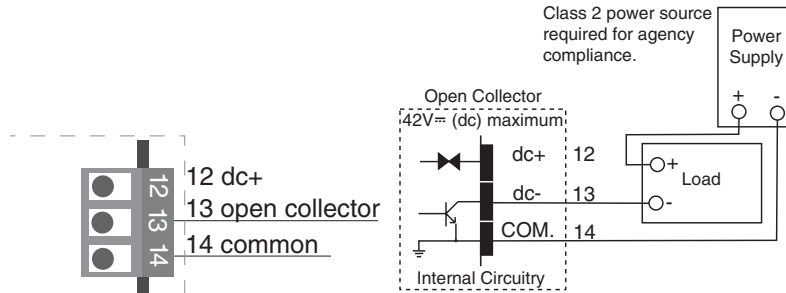 Class 2 power source
required for agency
compliance.
Power
Supply
+ -
Open Collector
42V⎓ (dc) maximum
dc+ 12
dc- 13
COM. 14
Internal Circuitry
+
Load
-
12 12 dc+
13 13 open collector
14 14 common